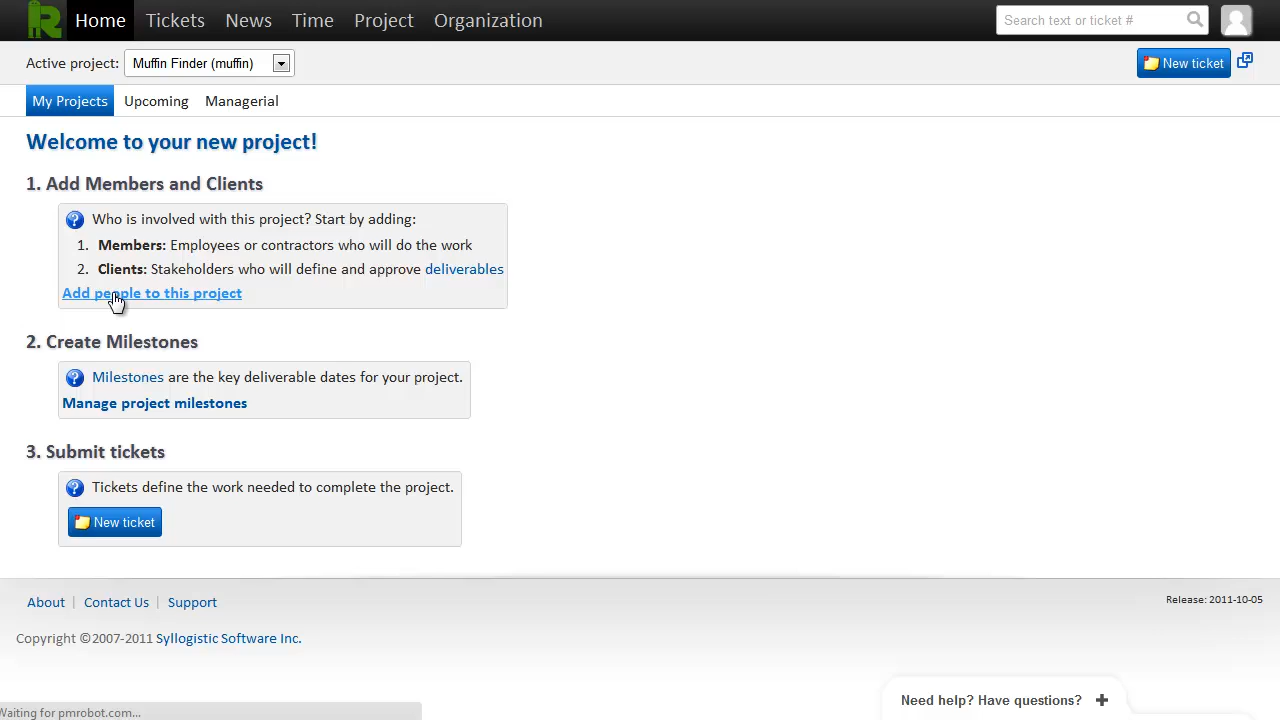 Home Tickets News Time Project Organization Search text or ticket #
Active project: Muffin Finder (muffin) New ticket
My Projects Upcoming Managerial
Welcome to your new project!
1. Add Members and Clients
Who is involved with this project? Start by adding:
1. Members: Employees or contractors who will do the work
2. Clients: Stakeholders who will define and approve deliverables
Add people to this project
2. Create Milestones
Milestones are the key deliverable dates for your project.
Manage project milestones
3. Submit tickets
Tickets define the work needed to complete the project.
New ticket
About | Contact Us | Support
Release: 2011-10-05
Copyright ©2007-2011 Syllogistic Software Inc.
Need help? Have questions? +
Waiting for pmrobot.com...